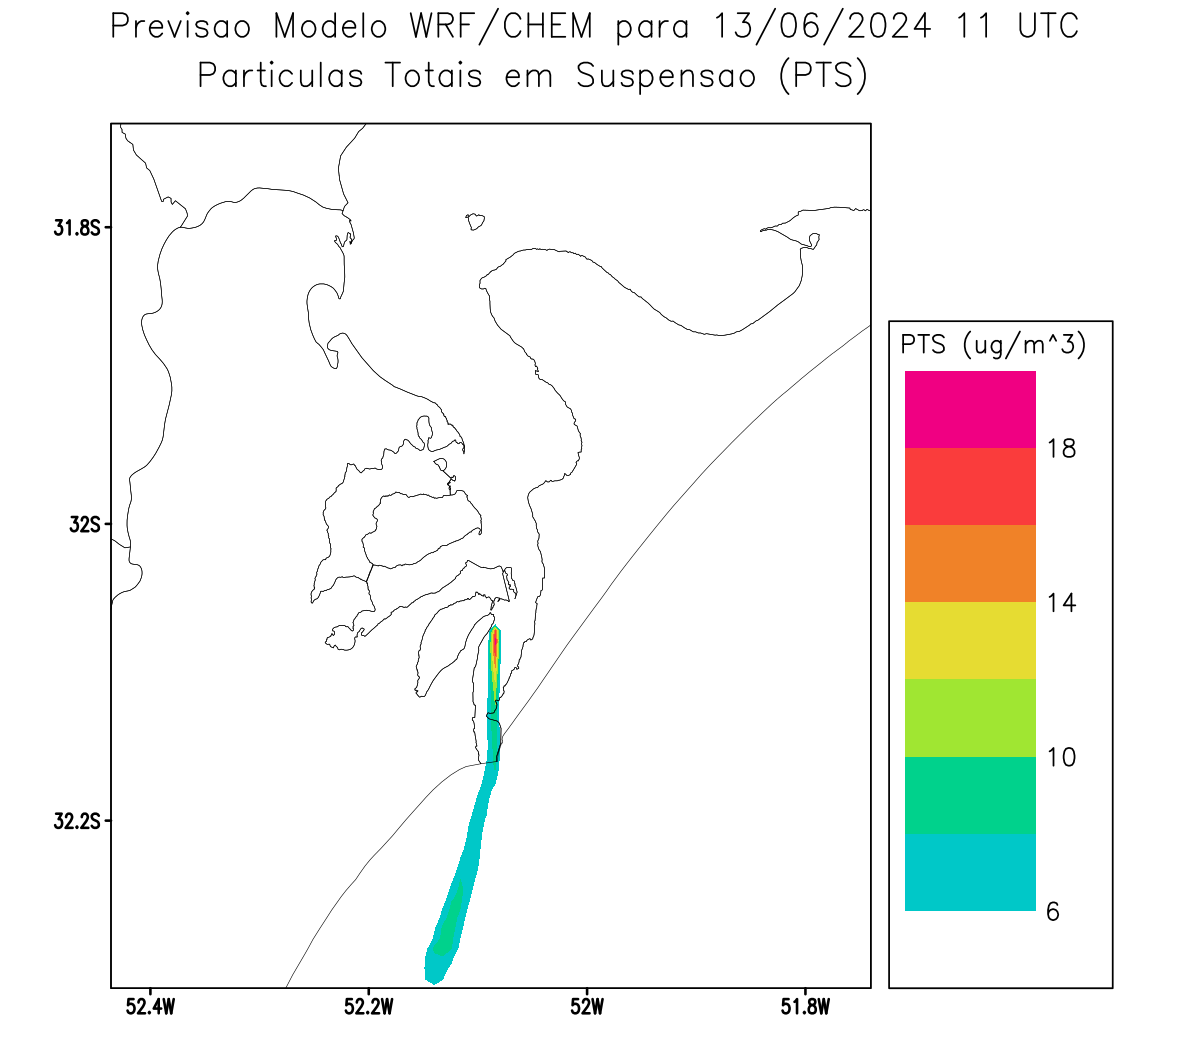 Previsao Modelo WRF/CHEM para 13/06/2024 11 UTC
Particulas Totais em Suspensao (PTS)
31.8S
32S
32.2S
52.4W
52.2W
52W
51.8W
PTS (ug/m^3)
18
14
10
6